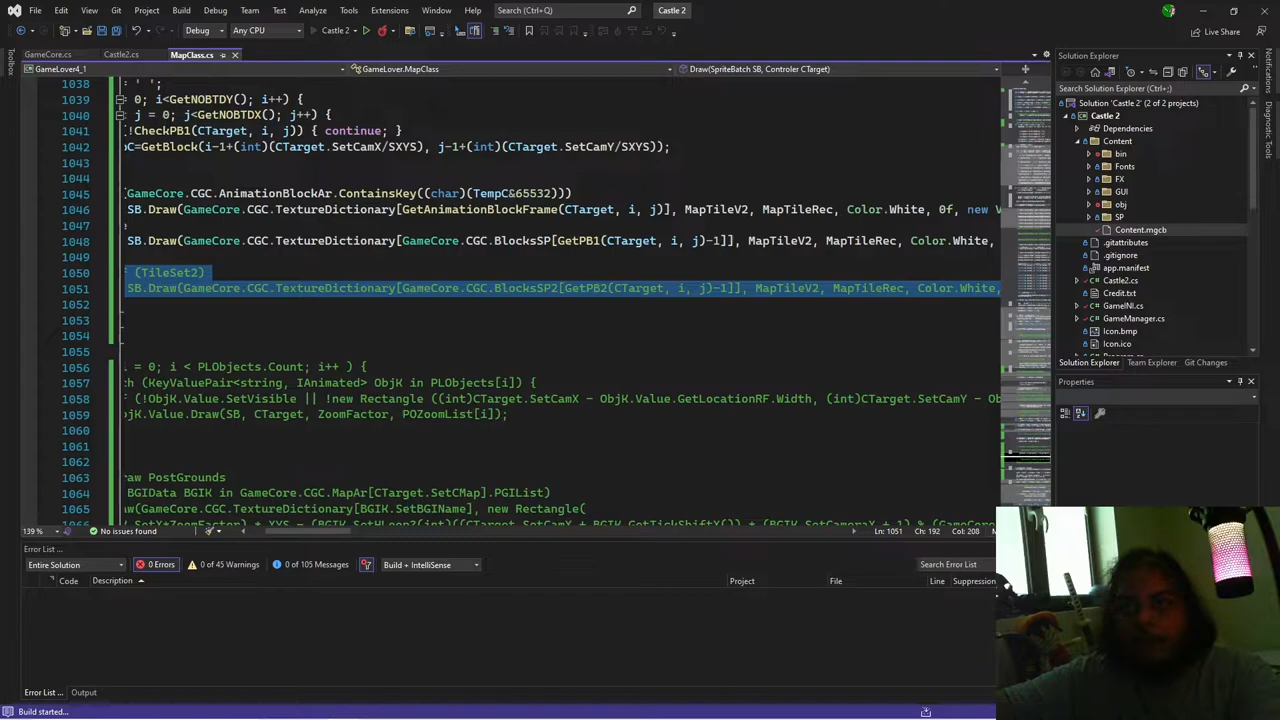 File Edit View Git Project Build Debug Team Test Analyze Tools Extensions Window Help Search (Ctrl+Q) Castle 2
Debug Any CPU Castle 2 Live Share
GameCore.cs Castle2.cs MapClass.cs
GameLover4_1 GameLover.MapClass Draw(SpriteBatch SB, Controler CTarget)
1038 ' ';
1039 0; i<GetNOBTDY(); i++) {
1040 j = 0; j<GetNOBTDX(); j++) {
1041 !CheckPB1(CTarget, i, j)) { continue; }
1042 C=GetBlock(i-1+(int)(CTarget.SetCamX/SXYS), j-1+(int)(CTarget.SetCamY/SXYS));
1045 GameCore.CGC.AnimationBlocks.ContainsKey((char)(TempC&65532)))
1046 SB.Draw(GameCore.CGC.TextureDictionary[GetAnimationBlockFrame(CTarget, i, j)], MapTileV2, MapTileRec, Color.White, 0f, new V
1047
1048 SB.Draw(GameCore.CGC.TextureDictionary[GameCore.CGC.BlocksSP[GetPB1(CTarget, i, j)-1]], MapTileV2, MapTileRec, Color.White,
1049
1050 (TileSet2)
1051 SB.Draw(GameCore.CGC.TextureDictionary[GameCore.CGC.BlocksSP2[GetPB2(CTarget, i, j)-1]], MapTileV2, MapTileRec, Color.White,
1052
1053
1054
1055
1056 = 0; i < PLObjects.Count; i++ ) {
1057 ch (KeyValuePair<string, IAnimated> ObjK in PLObjects[i]) {
1058 (!ObjK.Value.SetVisible || !new Rectangle ((int)CTarget.SetCamX - ObjK.Value.GetLocationRF.Width, (int)CTarget.SetCamY - Ob
1059 bjK.Value.Draw(SB, CTarget, ZoomFactor, POZoomList[i]);
1060
1061
1062
1063 aw PostGrounds
1064 BGIData BGIK in GameCore.CGC.MapAr[CTarget.SetCMap].PGIList)
1065 aw(GameCore.CGC.TextureDictionary[BGIK.SetBGIName], new Rectangle(
139 % No issues found Ln: 1051 Ch: 192 Col: 208
Error List ...
Entire Solution 0 Errors 0 of 45 Warnings 0 of 105 Messages Build + IntelliSense Search Error List
Code Description Project File Line Suppression
Error List ... Output
Build started...
Toolbox
Solution Explorer
Search Solution Explorer (Ctrl+;)
Solution 'Castle 2' (2 of 2 projects)
Castle 2
Dependencies
Content
bin
Fonts
FX
GUI
obj
SP
Content.mgcb
.gitattributes
.gitignore
app.manifest
Castle2.cs
Credit.txt
GameINI.cs
GameManager.cs
Icon.bmp
Icon.ico
Solution Explorer Team Explorer Git Changes
Properties
Notifications
Diagnostic Tools